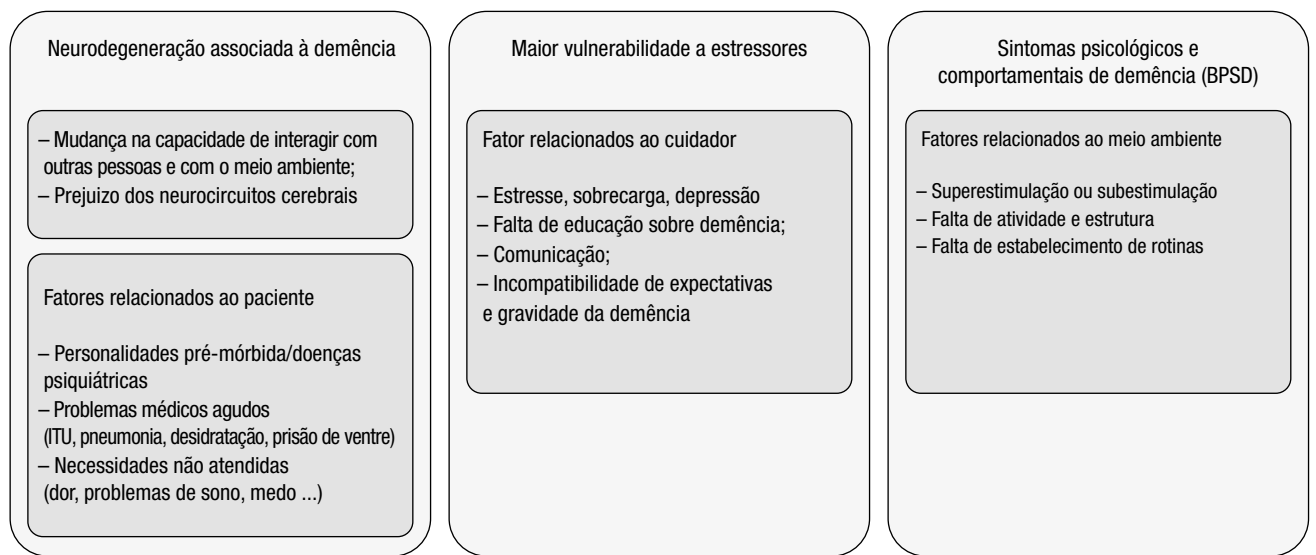 Neurodegeneração associada à demência
– Mudança na capacidade de interagir com
outras pessoas e com o meio ambiente;
– Prejuizo dos neurocircuitos cerebrais
Fatores relacionados ao paciente
– Personalidades pré-mórbida/doenças
psiquiátricas
– Problemas médicos agudos
(ITU, pneumonia, desidratação, prisão de ventre)
– Necessidades não atendidas
(dor, problemas de sono, medo ...)
Maior vulnerabilidade a estressores
Fator relacionados ao cuidador
– Estresse, sobrecarga, depressão
– Falta de educação sobre demência;
– Comunicação;
– Incompatibilidade de expectativas
e gravidade da demência
Sintomas psicológicos e
comportamentais de demência (BPSD)
Fatores relacionados ao meio ambiente
– Superestimulação ou subestimulação
– Falta de atividade e estrutura
– Falta de estabelecimento de rotinas